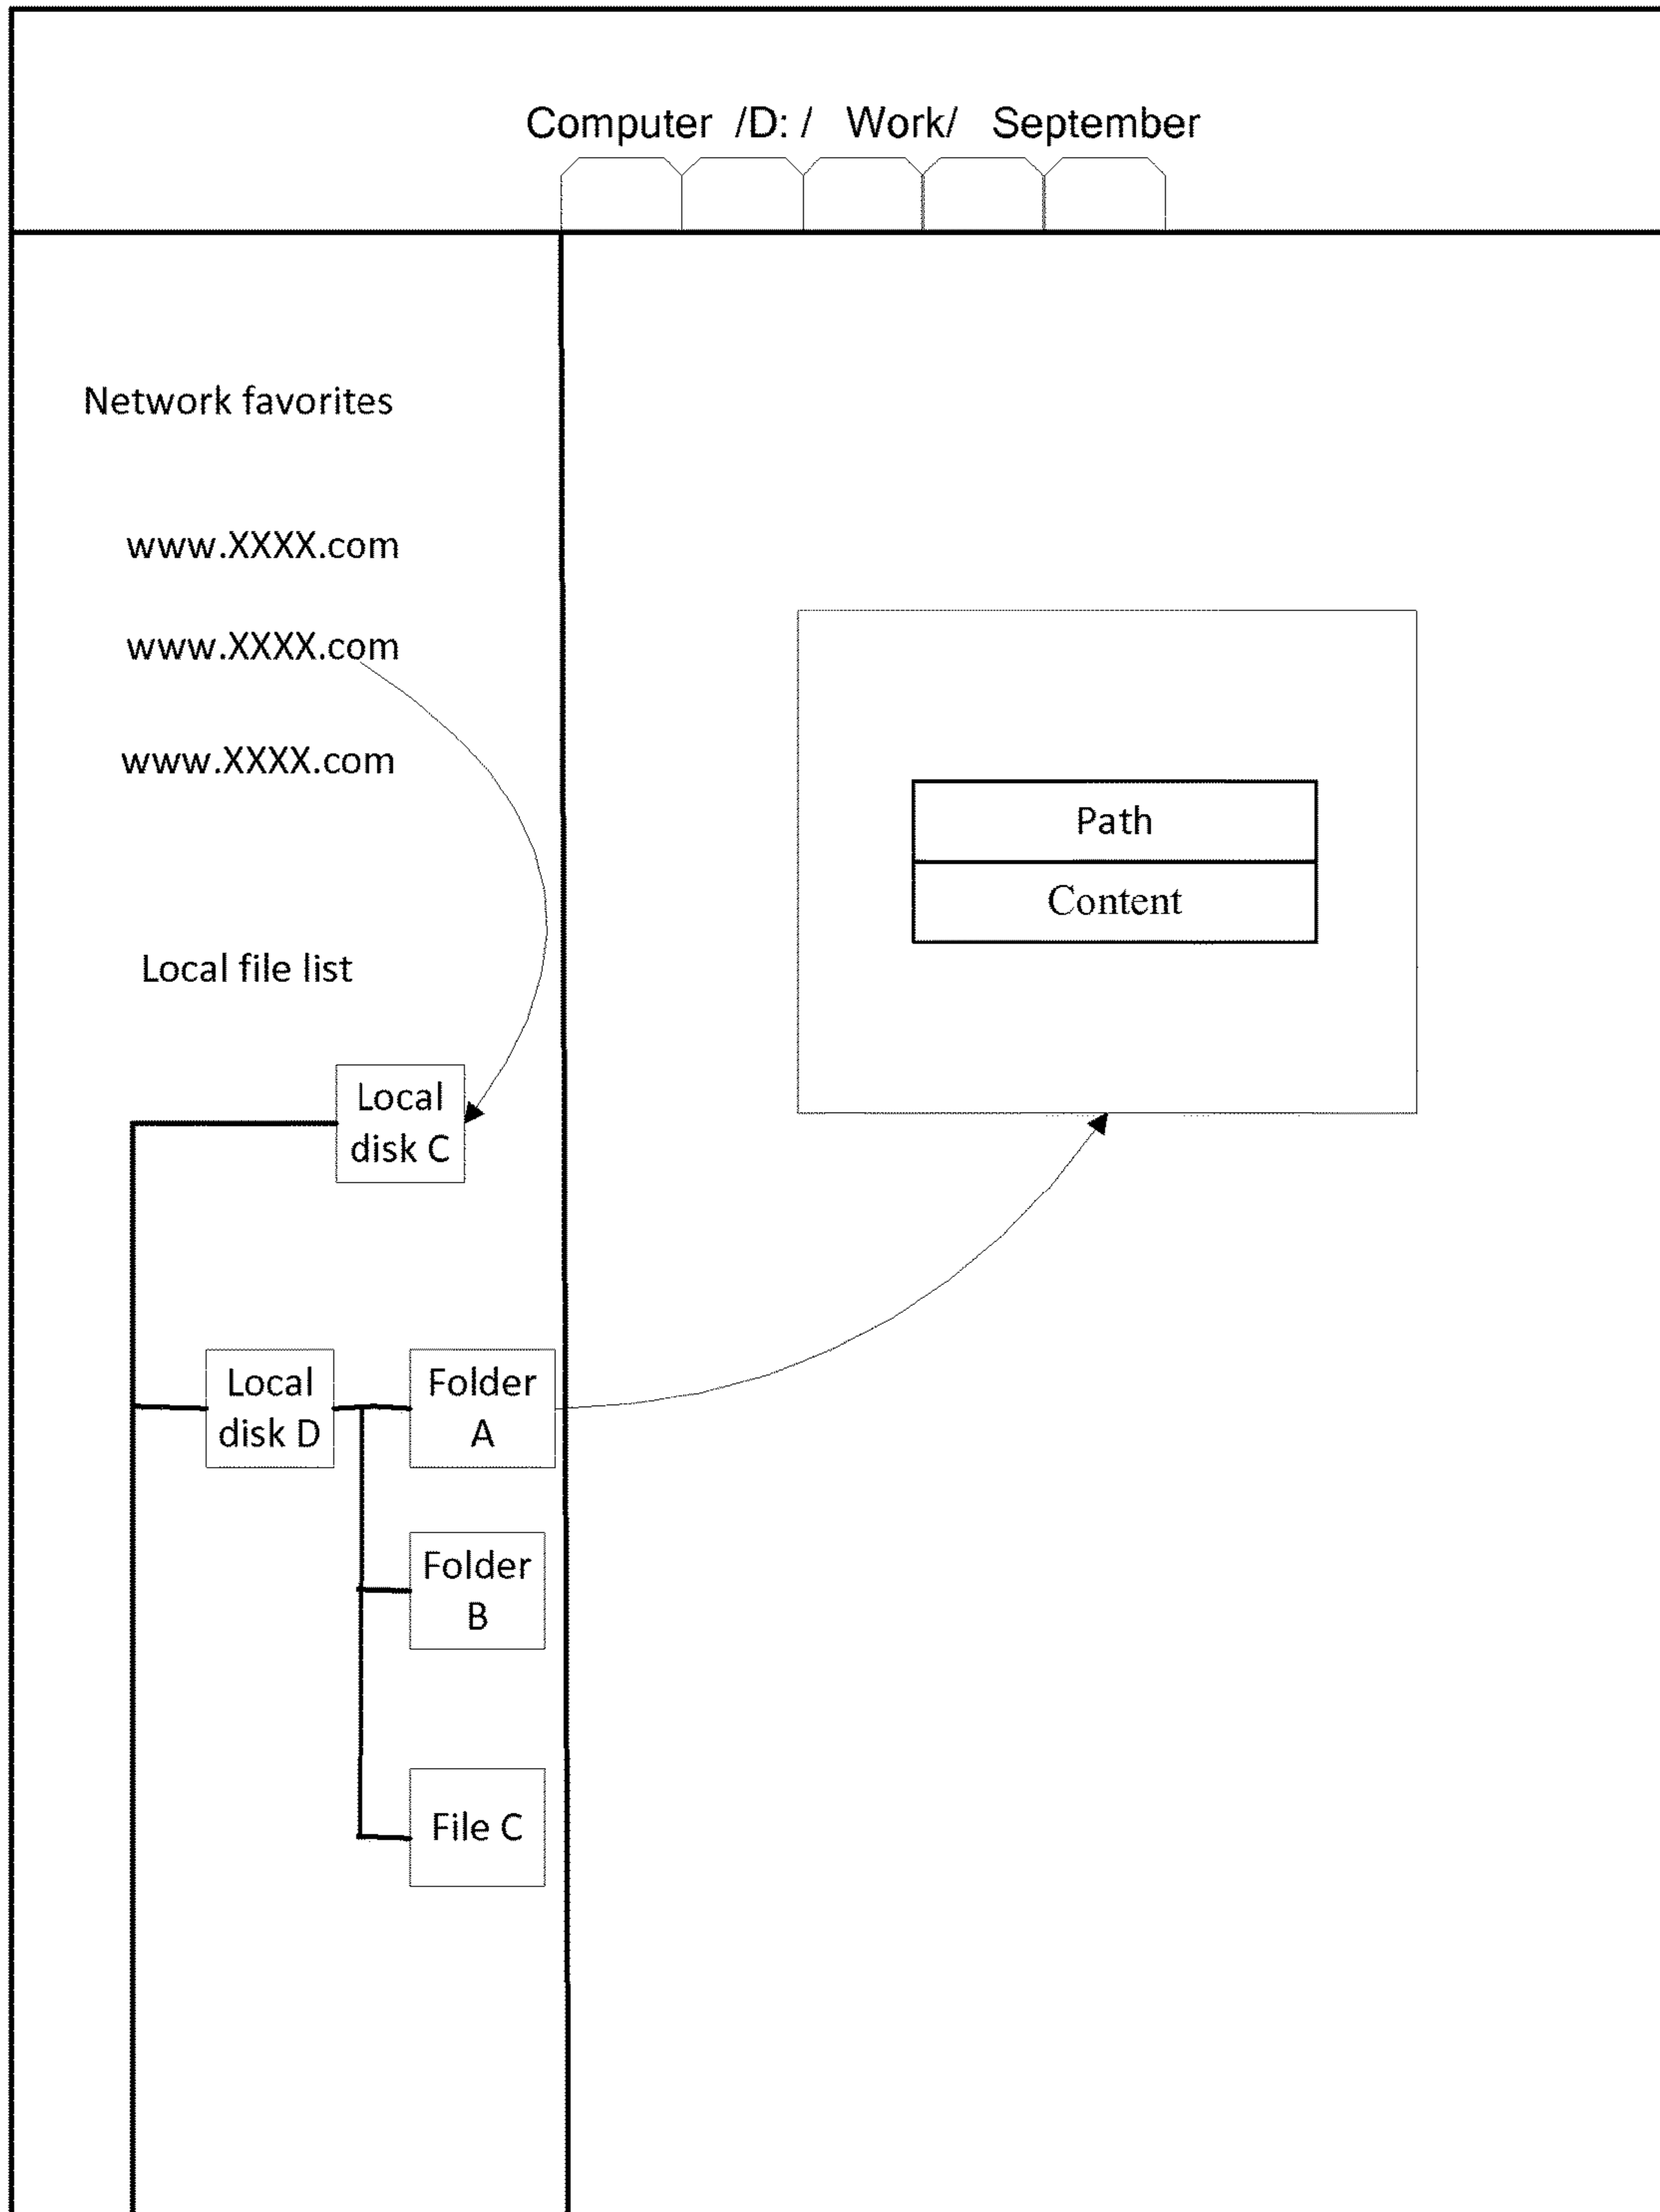 Computer /D: / Work/ September
Network favorites
www.XXXX.com
www.XXXX.com
www.XXXX.com
Path
Content
Local file list
Local
disk C
Local
disk D
Folder
A
Folder
B
File C